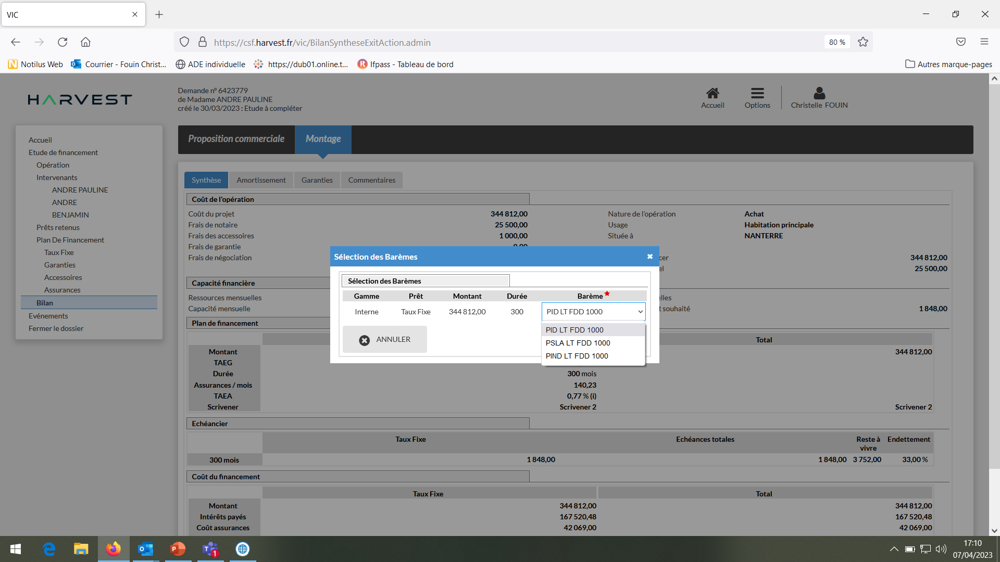 VIC
https://csf.harvest.fr/vic/BilanSyntheseExitAction.admin
80 %
Notilus Web
Courrier - Fouin Christ...
ADE individuelle
https://dub01.online.t...
Ifpass - Tableau de bord
Autres marque-pages
HARVEST
Demande n° 6423779
de Madame ANDRE PAULINE
créé le 30/03/2023 : Etude à compléter
Accueil
Options
Christelle FOUIN
Accueil
Etude de financement
Opération
Intervenants
ANDRE PAULINE
ANDRE
BENJAMIN
Prêts retenus
Plan De Financement
Taux Fixe
Garanties
Accessoires
Assurances
Bilan
Evénements
Fermer le dossier
Proposition commerciale
Montage
Synthèse
Amortissement
Garanties
Commentaires
Coût de l'opération
Coût du projet 344 812,00 Nature de l'opération Achat
Frais de notaire 25 500,00 Usage Habitation principale
Frais des accessoires 1 000,00 Située à NANTERRE
Frais de garantie 0,00
Frais de négociation cer 344 812,00
el 25 500,00
Capacité financière
Ressources mensuelles elles
Capacité mensuelle t souhaité 1 848,00
Plan de financement
Sélection des Barèmes
Sélection des Barèmes
Gamme Prêt Montant Durée Barème
Interne Taux Fixe 344 812,00 300 PID LT FDD 1000
PID LT FDD 1000
PSLA LT FDD 1000
PIND LT FDD 1000
ANNULER
Total
Montant 344 812,00
TAEG
Durée 300 mois
Assurances / mois 140,23
TAEA 0,77 % (i)
Scrivener Scrivener 2 Scrivener 2
Echéancier
Taux Fixe Echéances totales Reste à vivre Endettement
300 mois 1 848,00 1 848,00 3 752,00 33,00 %
Coût du financement
Taux Fixe Total
Montant 344 812,00 344 812,00
Intérêts payés 167 520,48 167 520,48
Coût assurances 42 069,00 42 069,00
17:10
07/04/2023